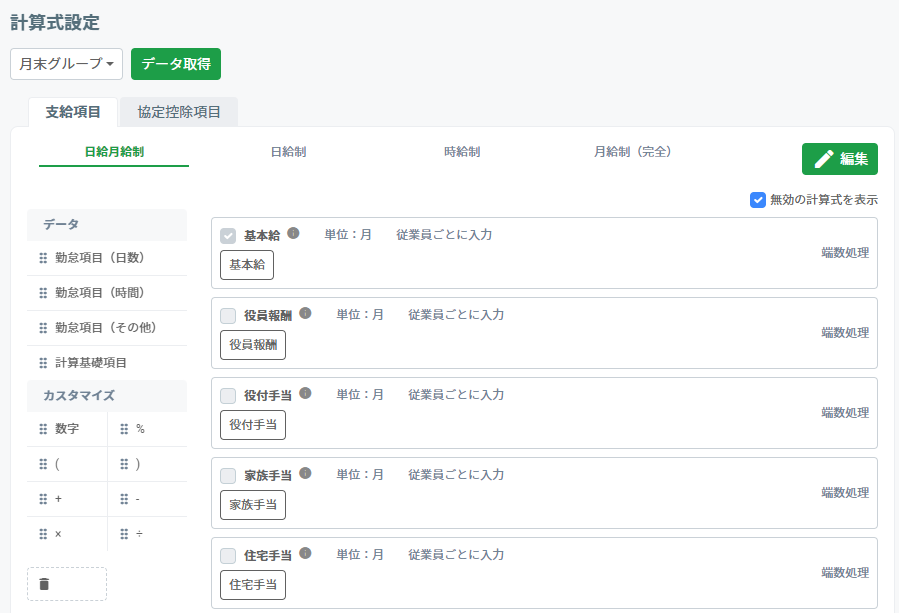 計算式設定
月末グループ データ取得
支給項目 協定控除項目
日給月給制 日給制 時給制 月給制（完全） 編集
無効の計算式を表示
データ
勤怠項目（日数）
勤怠項目（時間）
勤怠項目（その他）
計算基礎項目
カスタマイズ
数字 %
( )
+ -
× ÷
基本給 単位：月 従業員ごとに入力
基本給
端数処理
役員報酬 単位：月 従業員ごとに入力
役員報酬
端数処理
役付手当 単位：月 従業員ごとに入力
役付手当
端数処理
家族手当 単位：月 従業員ごとに入力
家族手当
端数処理
住宅手当 単位：月 従業員ごとに入力
住宅手当
端数処理